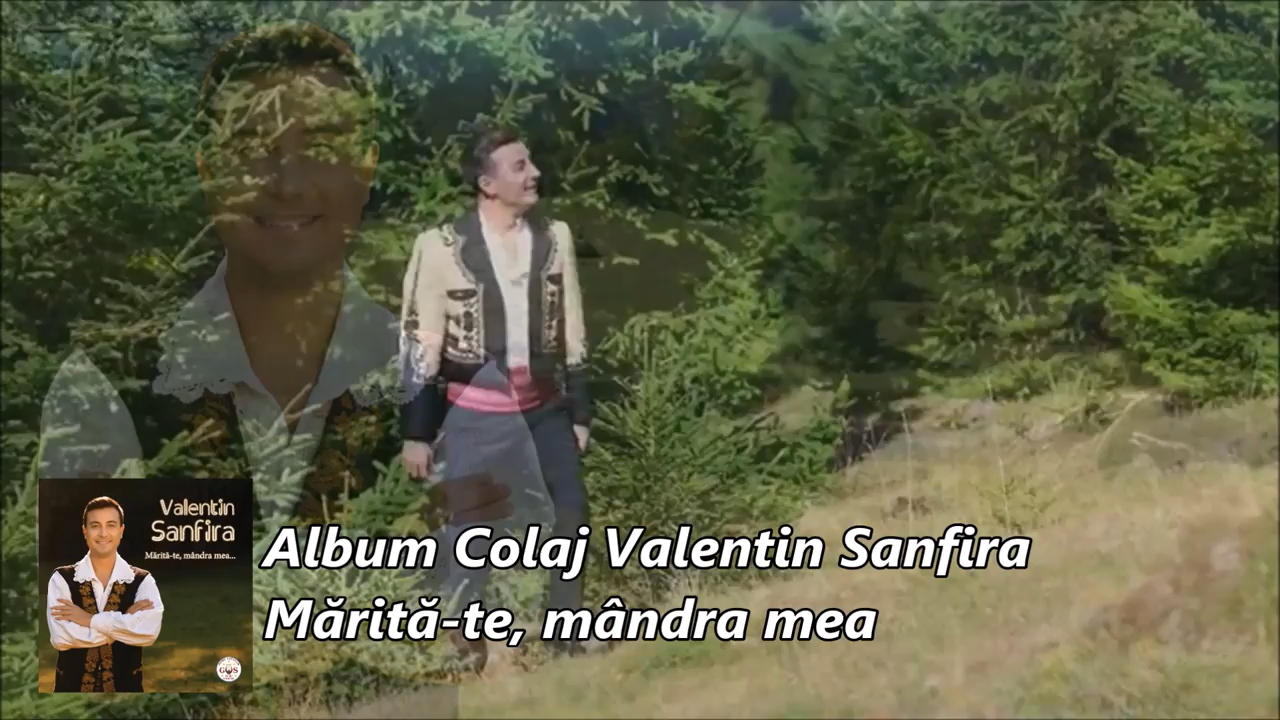 Valentin
Sanfira
Mărită-te, mândra mea...
Album Colaj Valentin Sanfira
Mărită-te, mândra mea